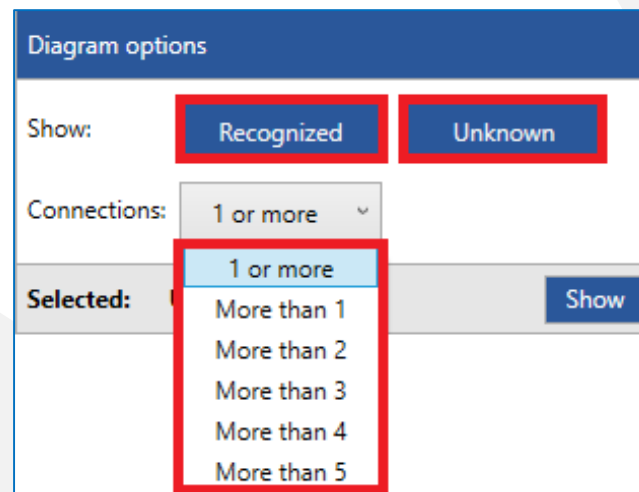 Diagram options
Show: Recognized Unknown
Connections: 1 or more
1 or more
Selected: Show
More than 1
More than 2
More than 3
More than 4
More than 5